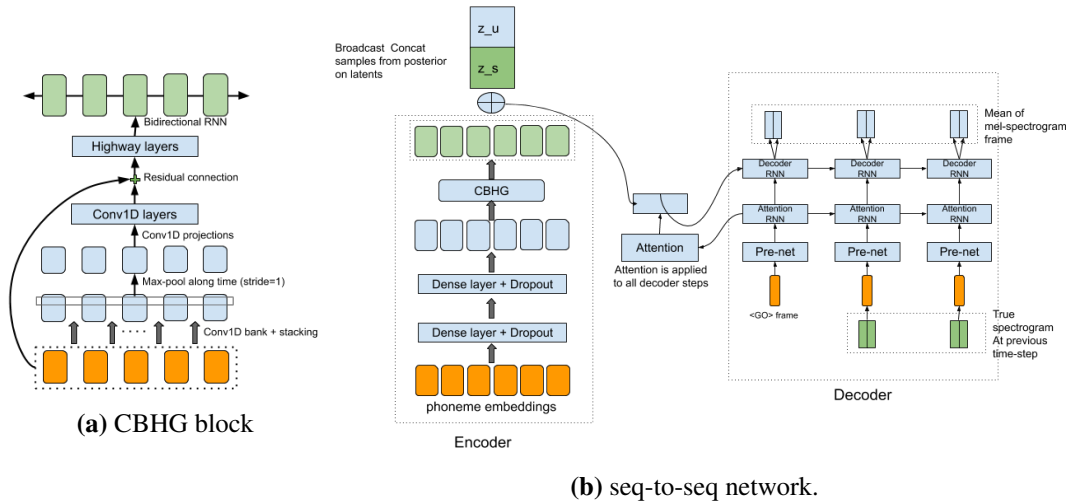 Bidirectional RNN
Highway layers
Residual connection
Conv1D layers
Conv1D projections
Max-pool along time (stride=1)
Conv1D bank + stacking
(a) CBHG block
z_u
z_s
Broadcast Concat
samples from posterior
on latents
CBHG
Dense layer + Dropout
Dense layer + Dropout
phoneme embeddings
Encoder
Attention
Attention is applied
to all decoder steps
Mean of
mel-spectrogram
frame
Decoder
RNN
Decoder
RNN
Decoder
RNN
Attention
RNN
Attention
RNN
Attention
RNN
Pre-net
Pre-net
Pre-net
<GO> frame
True
spectrogram
At previous
time-step
Decoder
(b) seq-to-seq network.